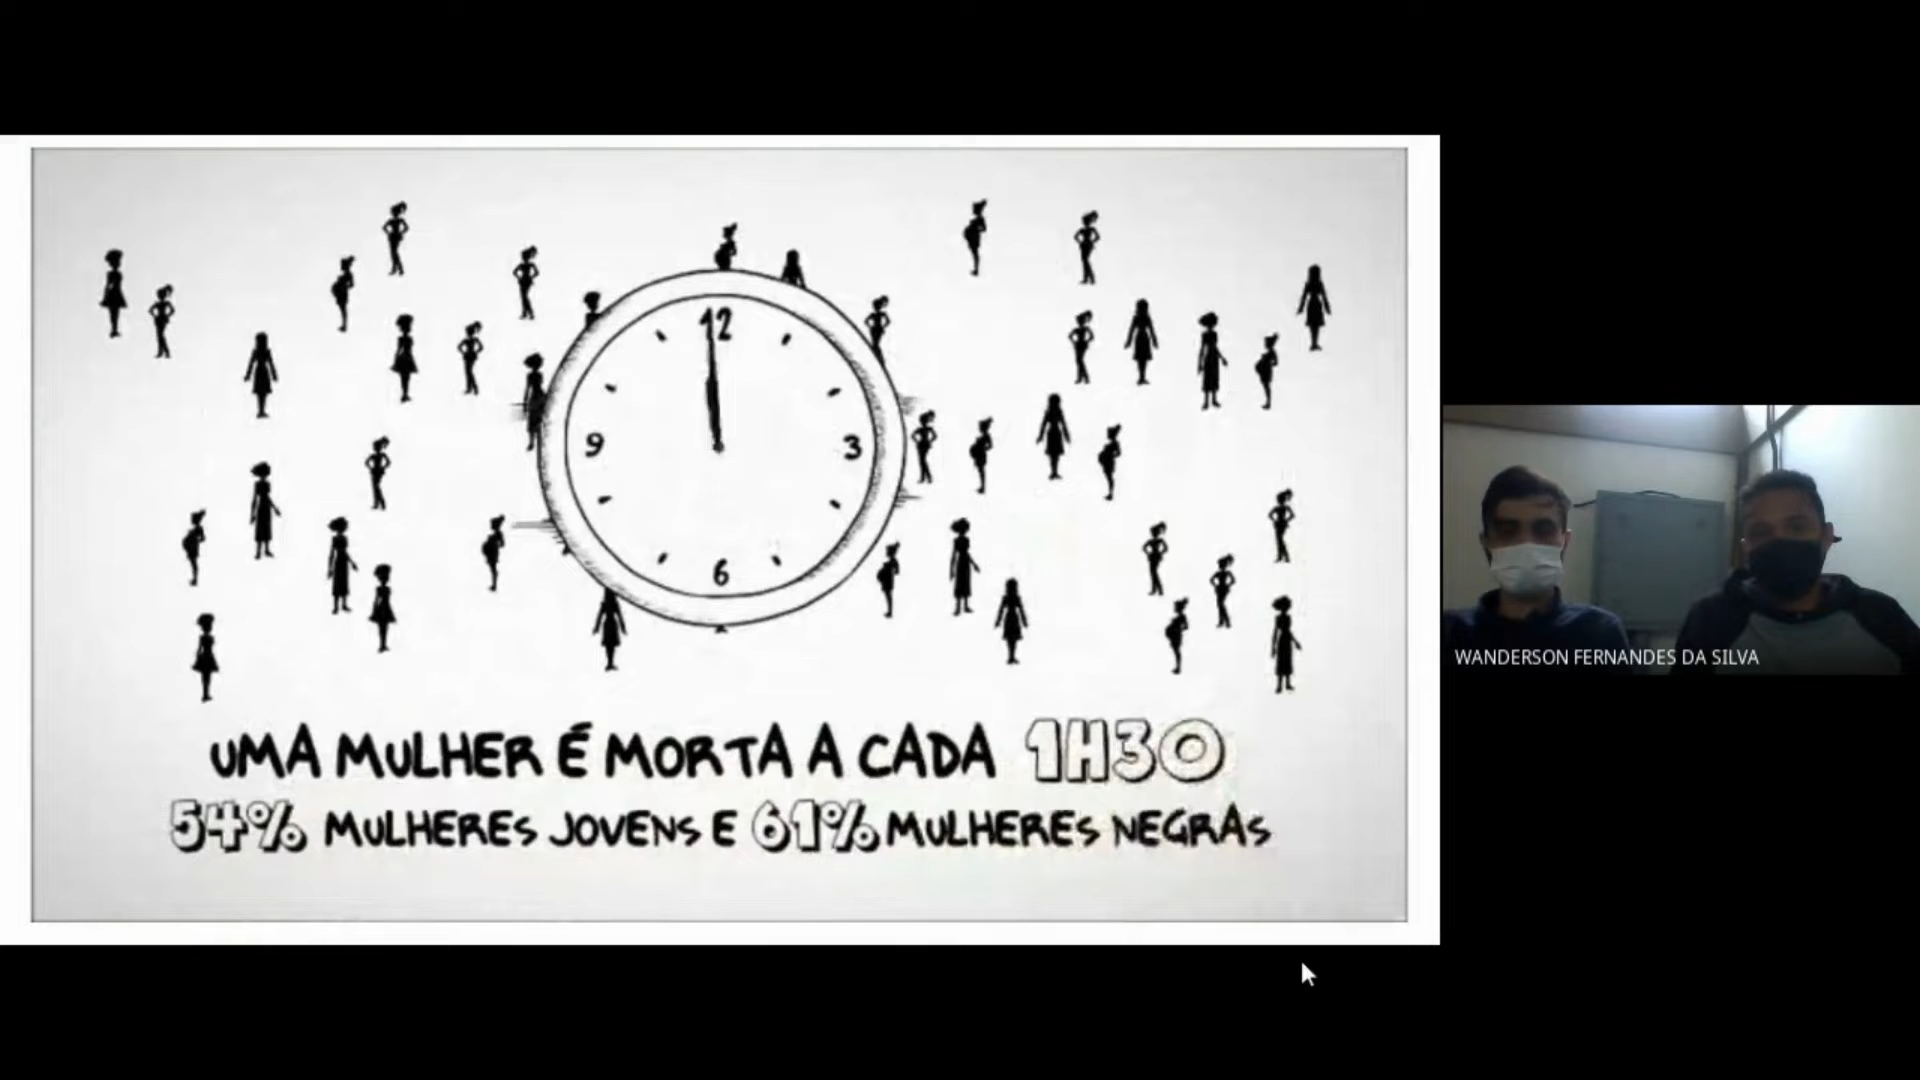 12
9
3
6
UMA MULHER É MORTA A CADA 1H30
54% MULHERES JOVENS E 61% MULHERES NEGRAS
WANDERSON FERNANDES DA SILVA